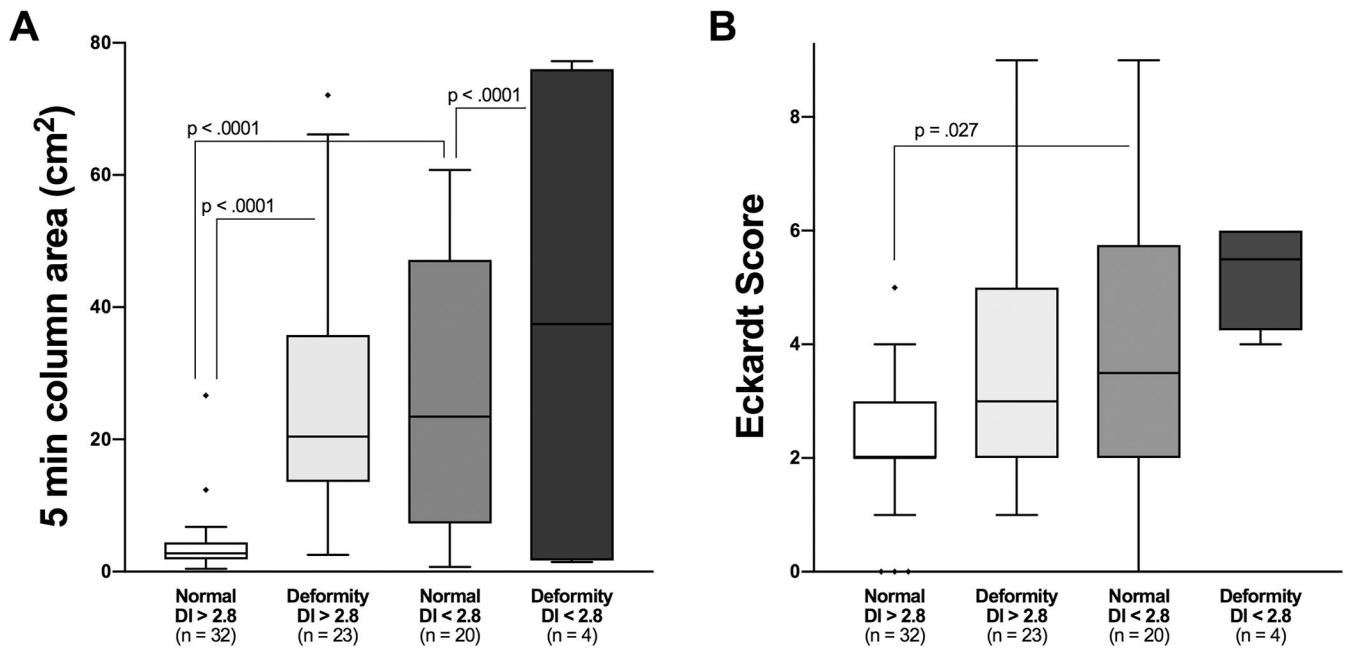 A
5 min column area (cm²)
80
60
40
20
0
p < .0001
p < .0001
p < .0001
Normal
DI > 2.8
(n = 32)
Deformity
DI > 2.8
(n = 23)
Normal
DI < 2.8
(n = 20)
Deformity
DI < 2.8
(n = 4)
B
Eckardt Score
8
6
4
2
0
p = .027
Normal
DI > 2.8
(n = 32)
Deformity
DI > 2.8
(n = 23)
Normal
DI < 2.8
(n = 20)
Deformity
DI < 2.8
(n = 4)